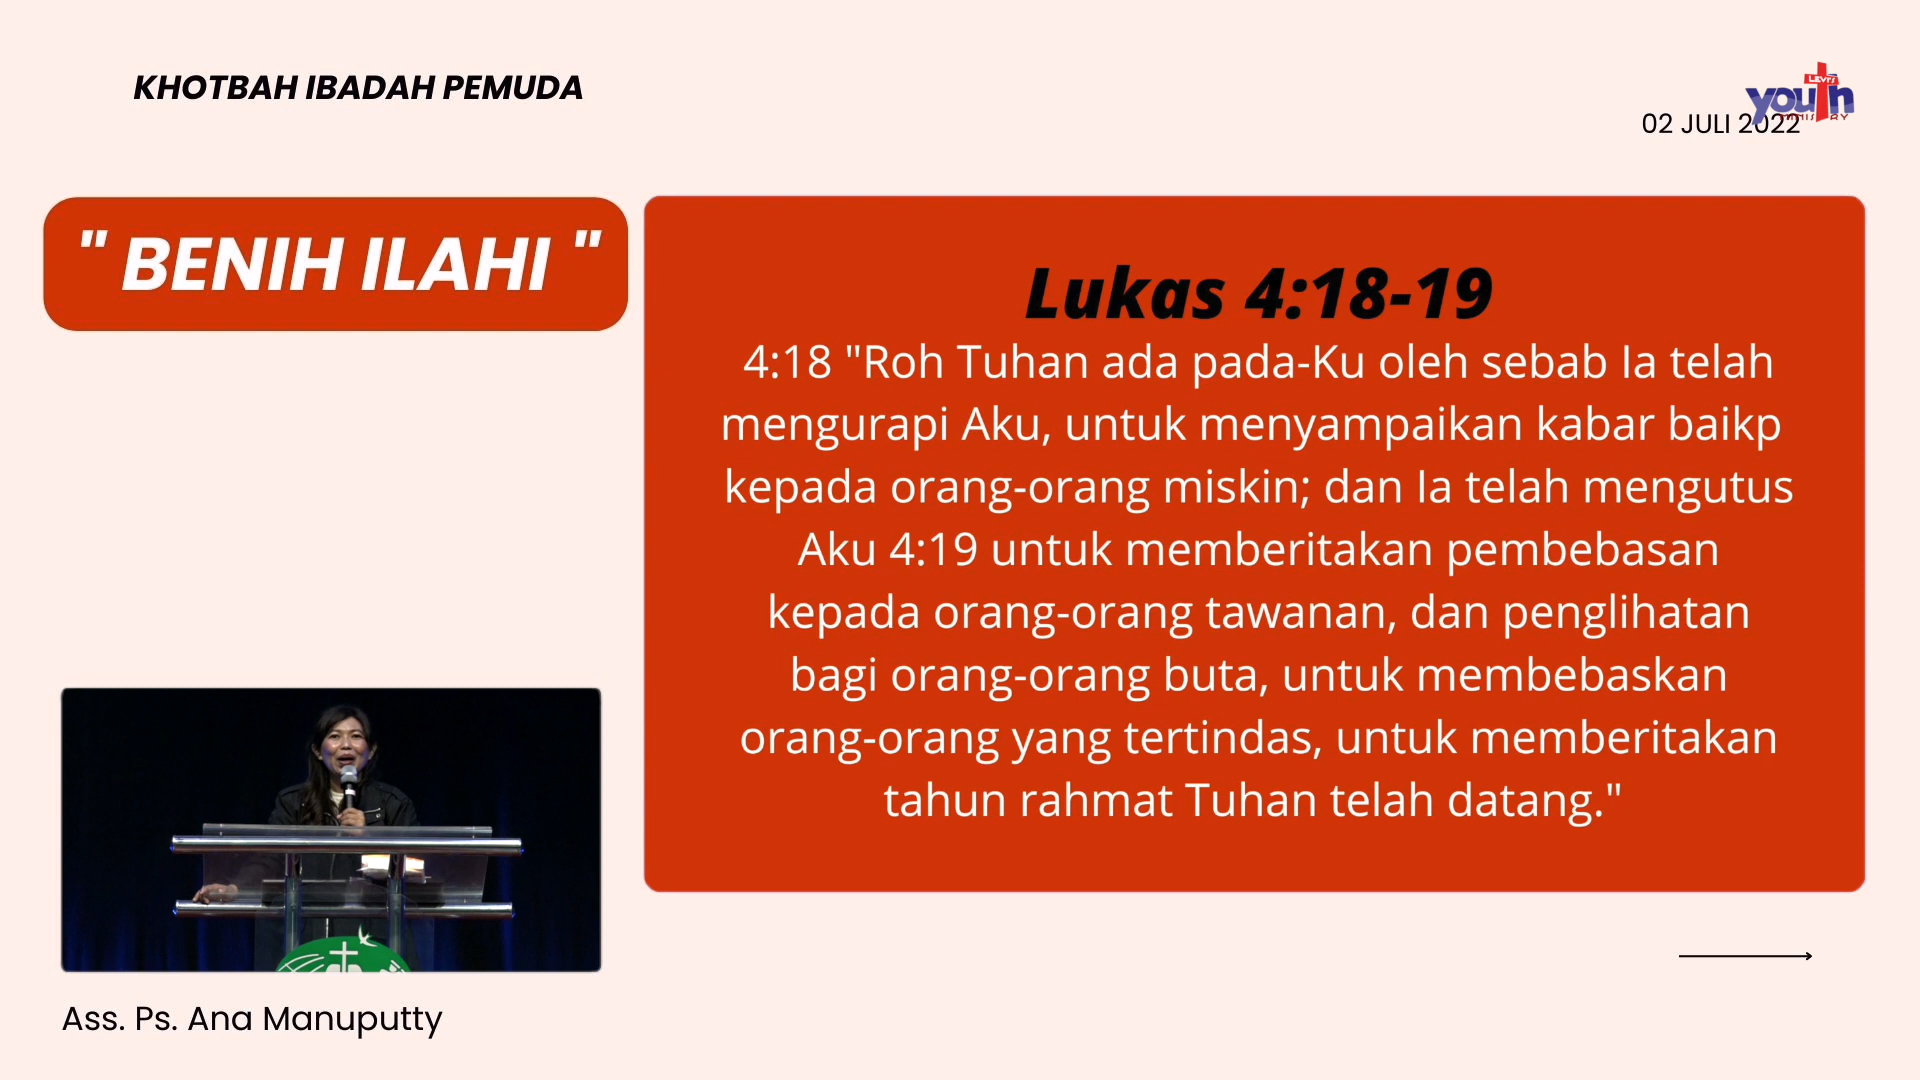 KHOTBAH IBADAH PEMUDA
LEVIT
youth
MINISTRY
02 JULI 2022
" BENIH ILAHI "
Lukas 4:18-19
4:18 "Roh Tuhan ada pada-Ku oleh sebab Ia telah
mengurapi Aku, untuk menyampaikan kabar baikp
kepada orang-orang miskin; dan Ia telah mengutus
Aku 4:19 untuk memberitakan pembebasan
kepada orang-orang tawanan, dan penglihatan
bagi orang-orang buta, untuk membebaskan
orang-orang yang tertindas, untuk memberitakan
tahun rahmat Tuhan telah datang."
Ass. Ps. Ana Manuputty